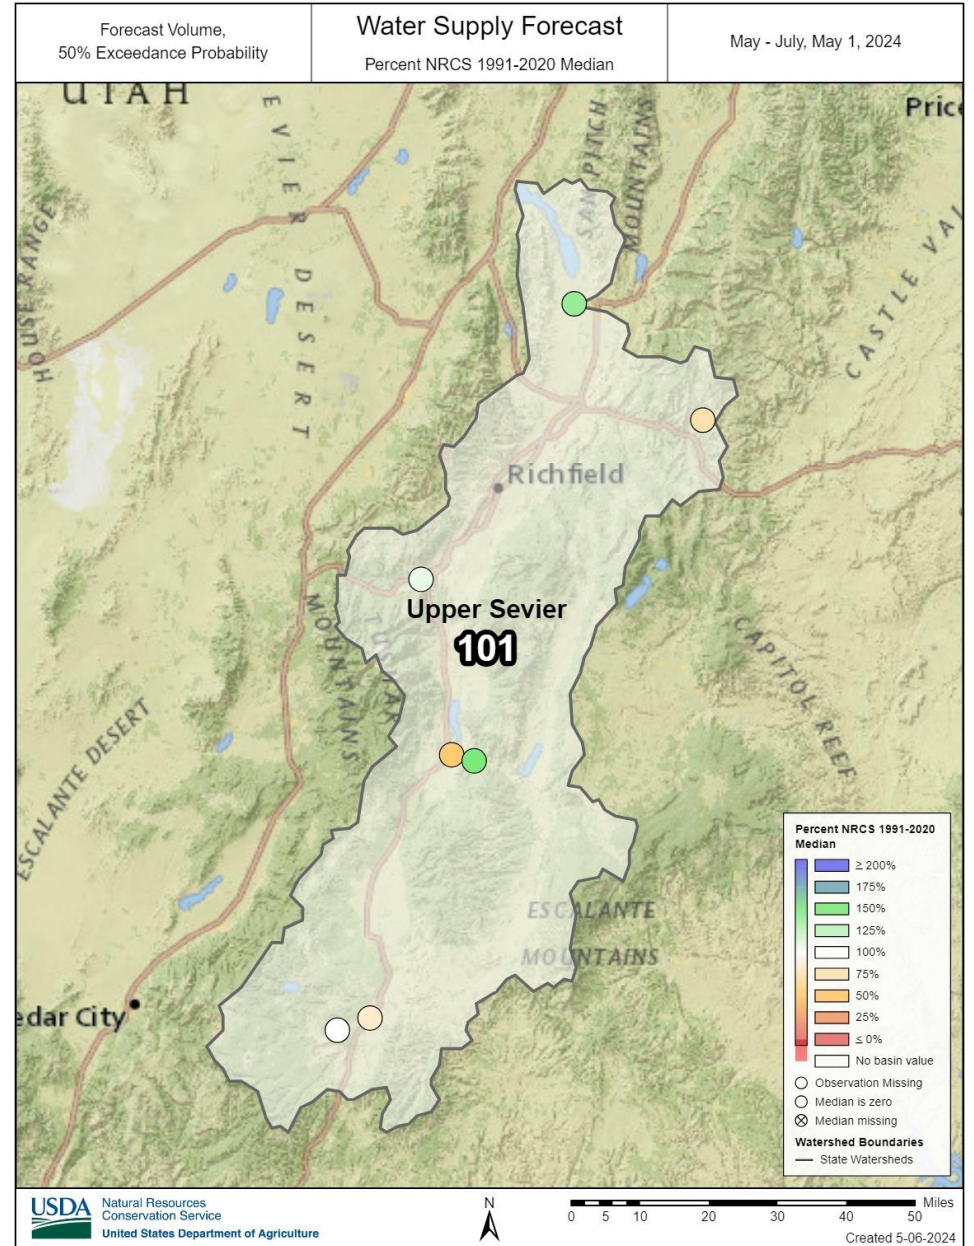 Forecast Volume,
50% Exceedance Probability
Water Supply Forecast
Percent NRCS 1991-2020 Median
May - July, May 1, 2024
UTAH
Price
EVIER DESERT
SAN PITCH
MOUNTAINS
HOUSE RANGE
CASTLE VAL
Richfield
Upper Sevier
101
MOUNTAINS
CAPITOL REEF
ESCALANTE DESERT
ESCALANTE
MOUNTAINS
edar City
Percent NRCS 1991-2020
Median
≥ 200%
175%
150%
125%
100%
75%
50%
25%
≤ 0%
No basin value
Observation Missing
Median is zero
Median missing
Watershed Boundaries
State Watersheds
USDA
Natural Resources
Conservation Service
United States Department of Agriculture
N
Miles
0 5 10 20 30 40 50
Created 5-06-2024